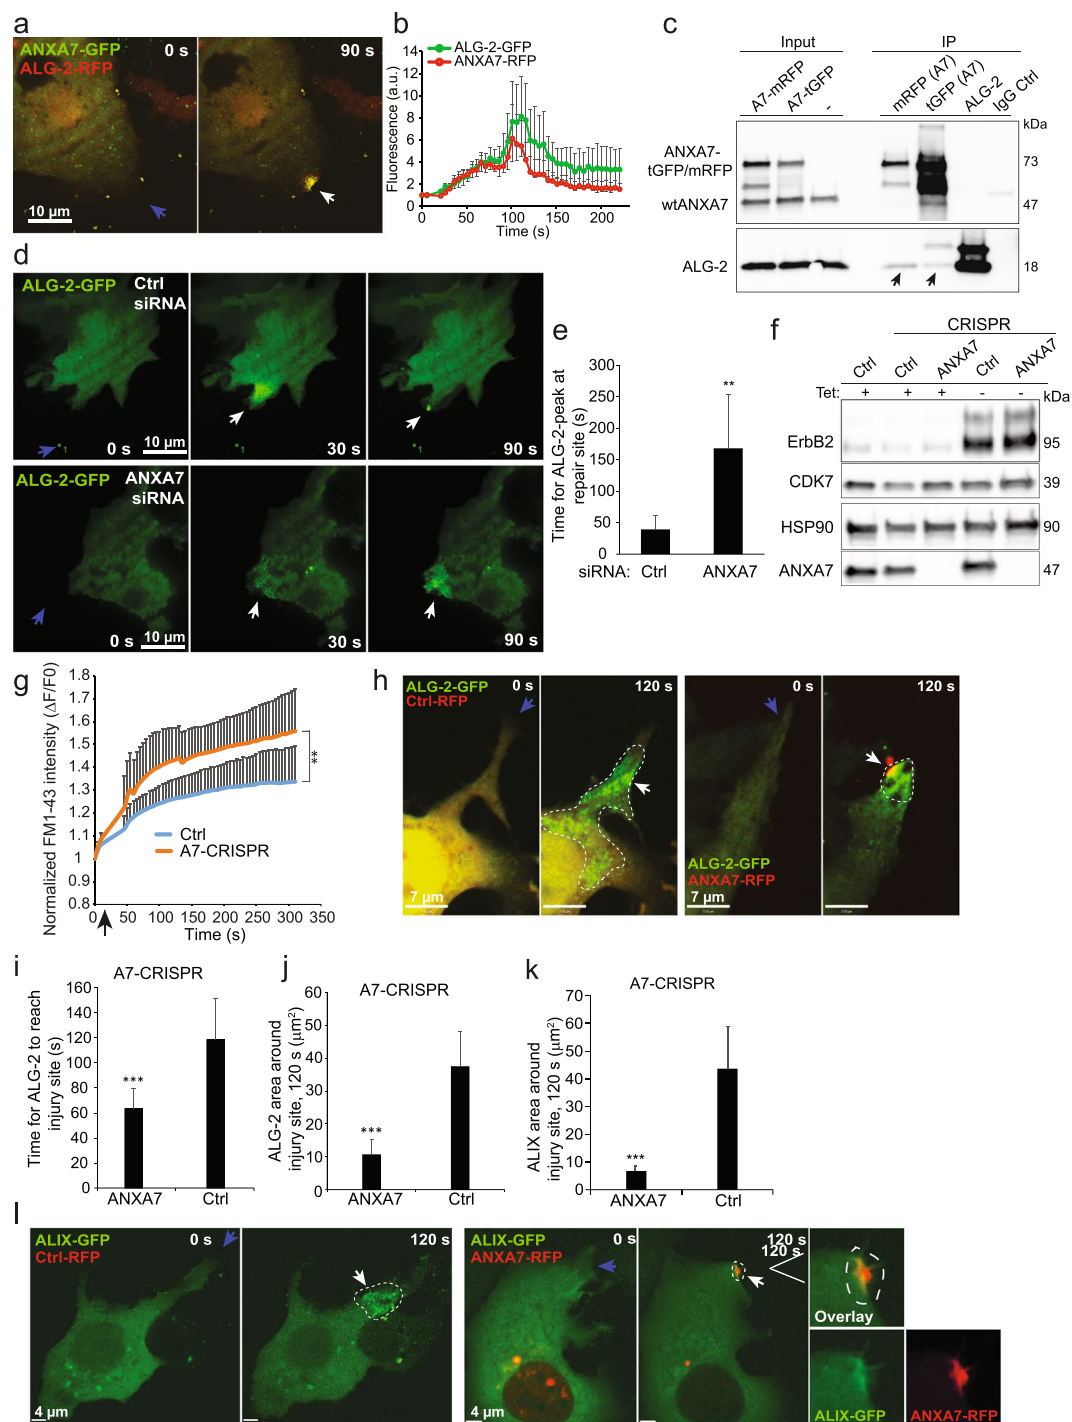 a
ANXA7-GFP
ALG-2-RFP
0 s
90 s
10 µm
b
ALG-2-GFP
ANXA7-RFP
Fluorescence (a.u.)
14
12
10
8
6
4
2
0
0
100
200
Time (s)
c
Input
IP
A7-mRFP
A7-tGFP
-
mRFP (A7)
tGFP (A7)
ALG-2
IgG Ctrl
kDa
ANXA7-
tGFP/mRFP
wtANXA7
73
47
ALG-2
18
d
ALG-2-GFP
Ctrl
siRNA
1
1
1
0 s
10 µm
30 s
90 s
ALG-2-GFP
ANXA7
siRNA
0 s
10 µm
30 s
90 s
e
Time for ALG-2-peak at
repair site (s)
300
250
200
150
100
50
0
**
siRNA:
Ctrl
ANXA7
f
CRISPR
Ctrl
Ctrl
ANXA7
Ctrl
ANXA7
Tet:
+
+
+
-
-
kDa
ErbB2
95
CDK7
39
HSP90
90
ANXA7
47
g
Normalized FM1-43 intensity (ΔF/F0)
1.8
1.7
1.6
1.5
1.4
1.3
1.2
1.1
1
0.9
0.8
**
Ctrl
A7-CRISPR
0
50
100
150
200
250
300
350
Time (s)
h
ALG-2-GFP
Ctrl-RFP
0 s
120 s
7 µm
0 s
120 s
ALG-2-GFP
ANXA7-RFP
7 µm
i
A7-CRISPR
Time for ALG-2 to reach
injury site (s)
160
140
120
100
80
60
40
20
0
***
ANXA7
Ctrl
j
A7-CRISPR
ALG-2 area around
injury site, 120 s (µm²)
60
50
40
30
20
10
0
***
ANXA7
Ctrl
k
A7-CRISPR
ALIX area around
injury site, 120 s (µm²)
70
60
50
40
30
20
10
0
***
ANXA7
Ctrl
l
ALIX-GFP
Ctrl-RFP
0 s
120 s
4 µm
ALIX-GFP
ANXA7-RFP
0 s
120 s
120 s
4 µm
Overlay
ALIX-GFP
ANXA7-RFP